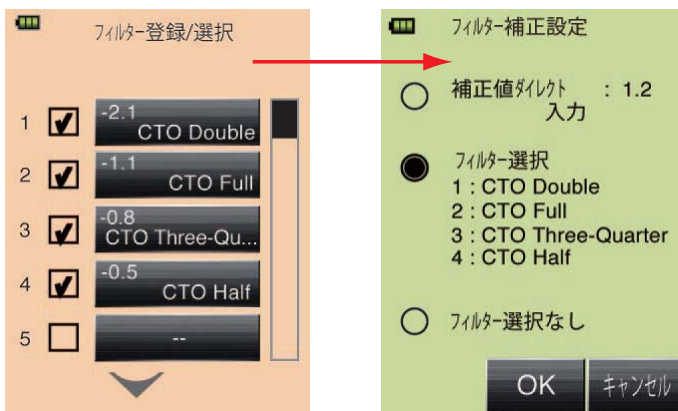 フィルター登録/選択
1
-2.1
CTO Double
2
-1.1
CTO Full
3
-0.8
CTO Three-Qu...
4
-0.5
CTO Half
5
--
フィルター補正設定
補正値ダイレクト : 1.2
入力
フィルター選択
1 : CTO Double
2 : CTO Full
3 : CTO Three-Quarter
4 : CTO Half
フィルター選択なし
OK キャンセル